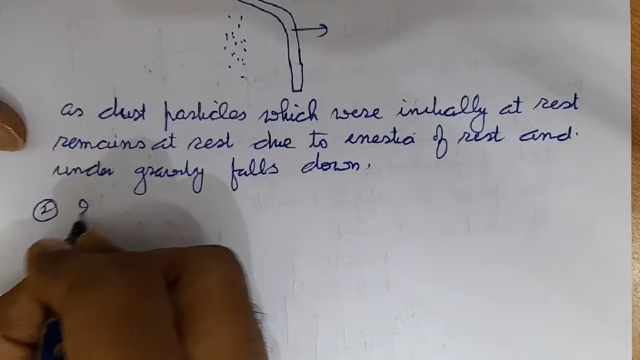 as dust particles which were initially at rest
remains at rest due to inertia of rest and
under gravity falls down.
②